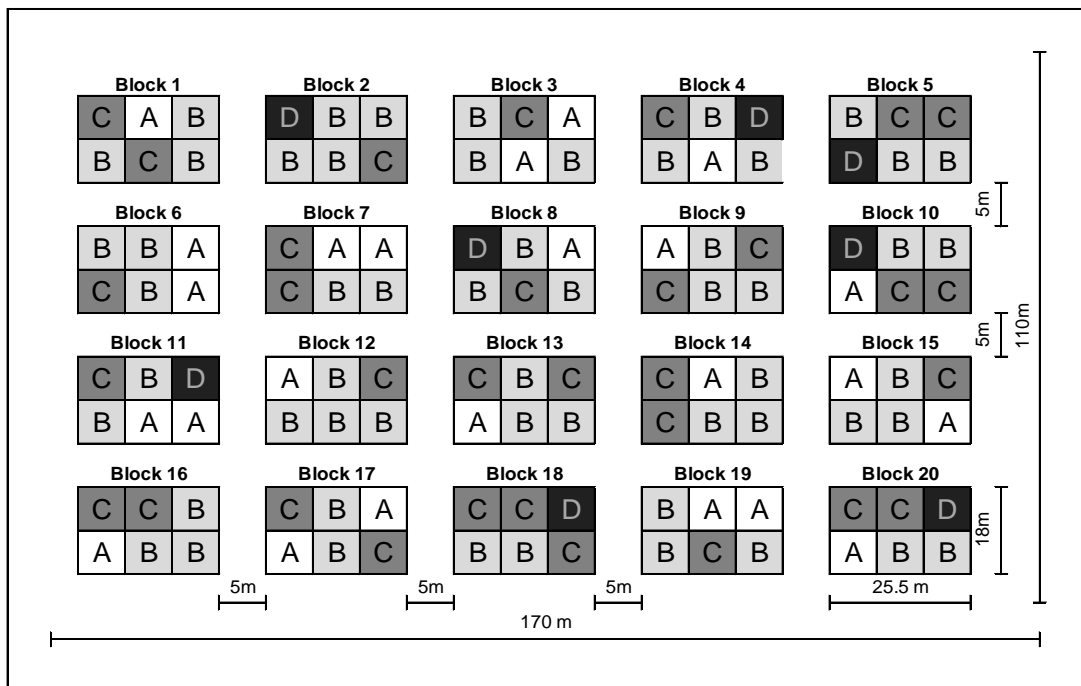 Block 1 Block 2 Block 3 Block 4 Block 5
C A B D B B B C A C B D B C C
B C B B B C B A B B A B D B B
5m
Block 6 Block 7 Block 8 Block 9 Block 10
B B A C A A D B A A B C D B B
C B A C B B B C B C B B A C C
5m
110m
Block 11 Block 12 Block 13 Block 14 Block 15
C B D A B C C B C C A B A B C
B A A B B B A B B C B B B B A
Block 16 Block 17 Block 18 Block 19 Block 20
C C B C B A C C D B A A C C D
A B B A B C B B C B C B A B B
18m
5m 5m 5m 25.5 m
170 m